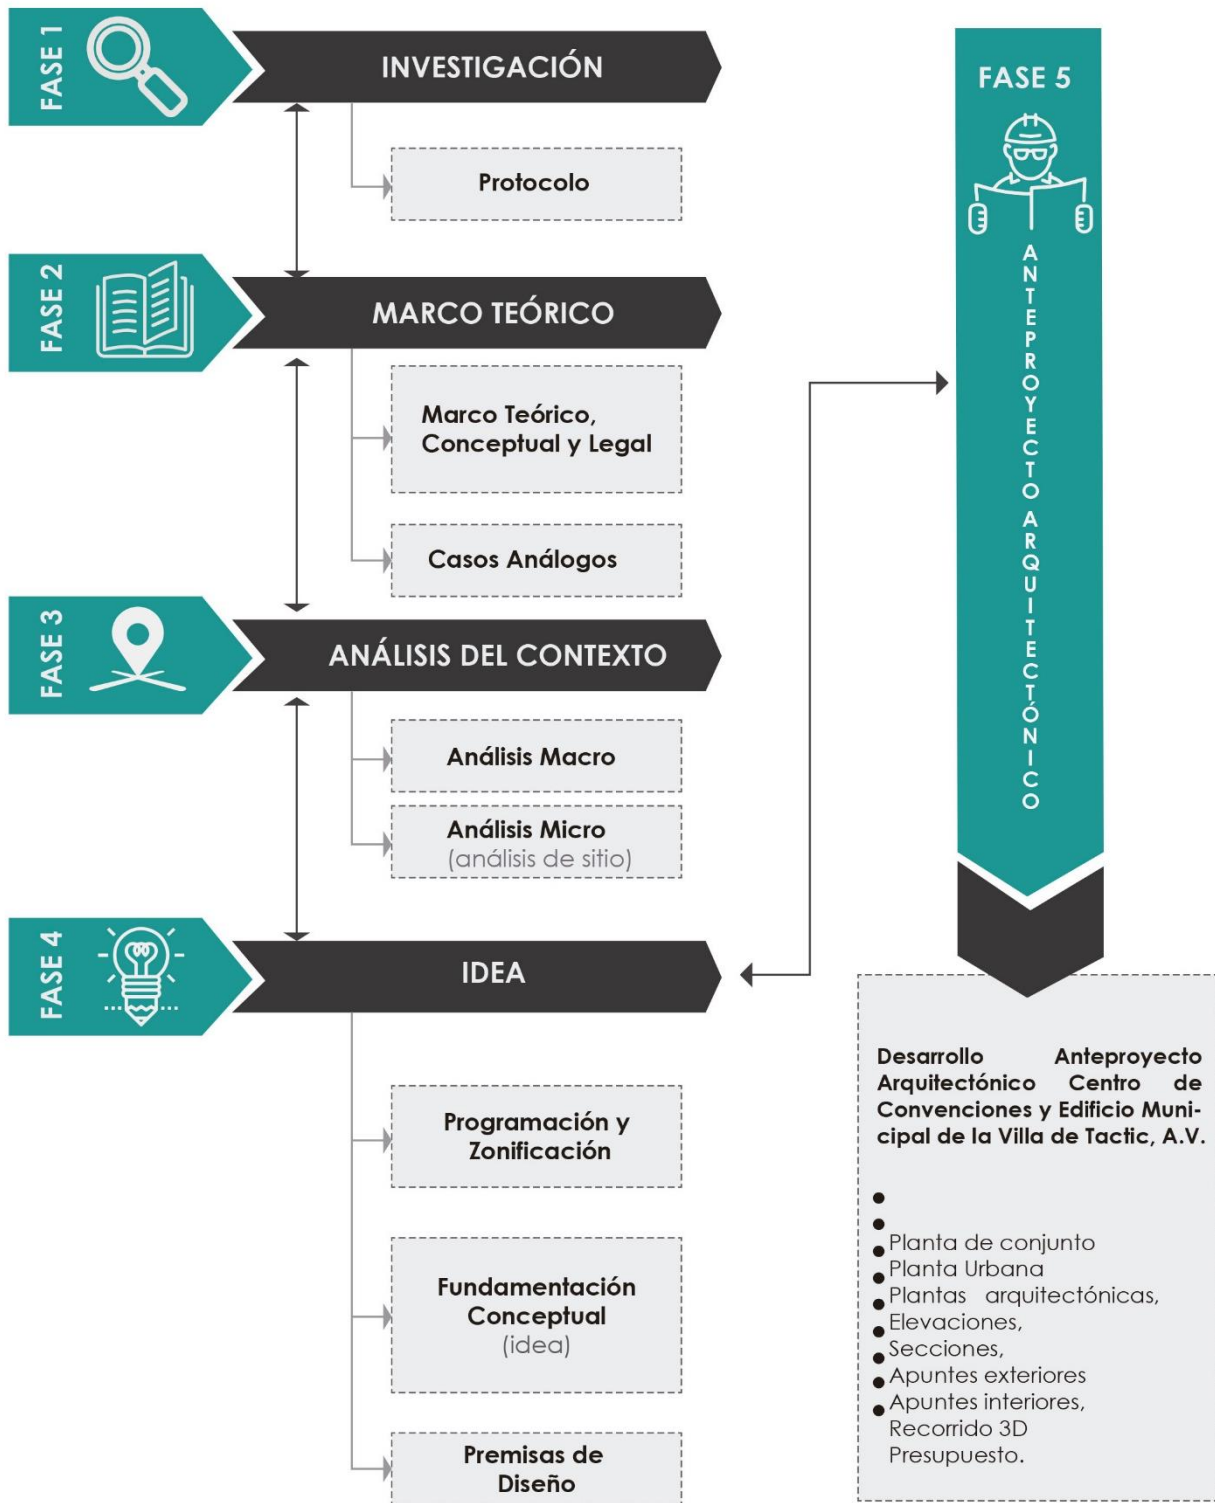 FASE 1
INVESTIGACIÓN
Protocolo
FASE 2
MARCO TEÓRICO
Marco Teórico,
Conceptual y Legal
Casos Análogos
FASE 3
ANÁLISIS DEL CONTEXTO
Análisis Macro
Análisis Micro
(análisis de sitio)
FASE 4
IDEA
Programación y
Zonificación
Fundamentación
Conceptual
(idea)
Premisas de
Diseño
FASE 5
ANTEPROYECTO ARQUITECTÓNICO
Desarrollo Anteproyecto
Arquitectónico Centro de
Convenciones y Edificio Muni-
cipal de la Villa de Tactic, A.V.
Planta de conjunto
Planta Urbana
Plantas arquitectónicas,
Elevaciones,
Secciones,
Apuntes exteriores
Apuntes interiores,
Recorrido 3D
Presupuesto.